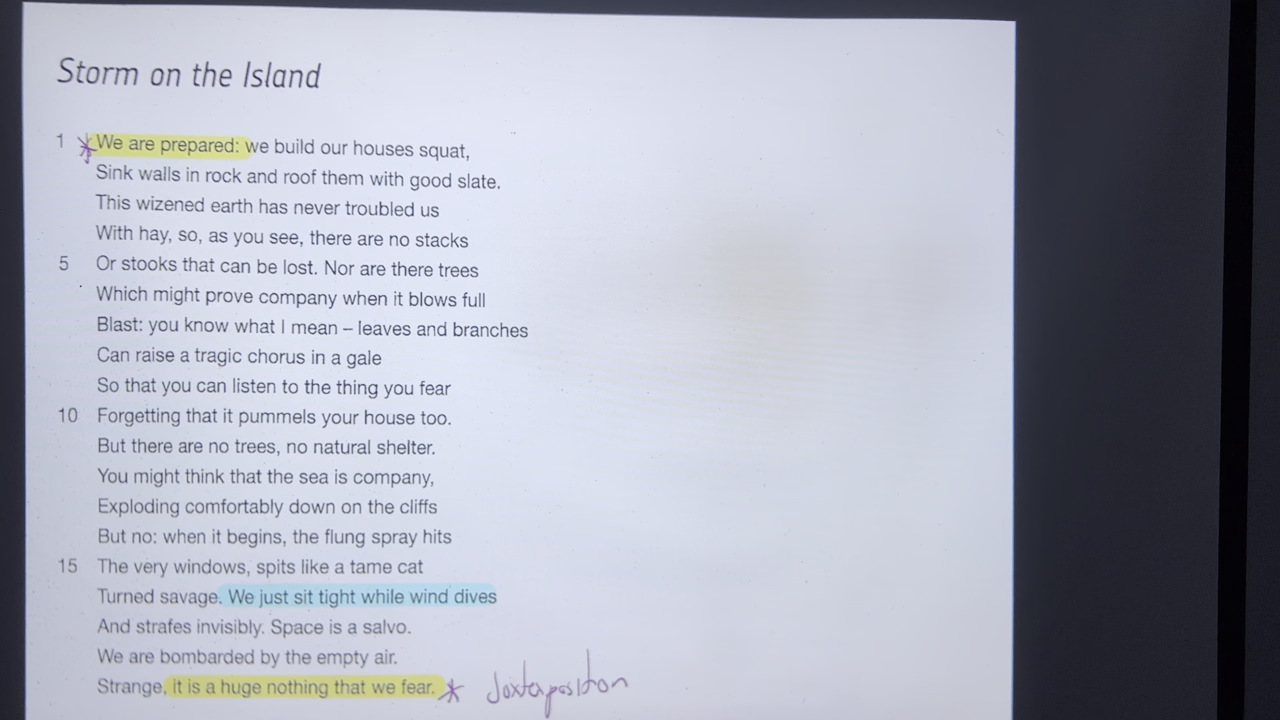 Storm on the Island
1 * We are prepared: we build our houses squat,
Sink walls in rock and roof them with good slate.
This wizened earth has never troubled us
With hay, so, as you see, there are no stacks
5 Or stooks that can be lost. Nor are there trees
Which might prove company when it blows full
Blast: you know what I mean – leaves and branches
Can raise a tragic chorus in a gale
So that you can listen to the thing you fear
10 Forgetting that it pummels your house too.
But there are no trees, no natural shelter.
You might think that the sea is company,
Exploding comfortably down on the cliffs
But no: when it begins, the flung spray hits
15 The very windows, spits like a tame cat
Turned savage. We just sit tight while wind dives
And strafes invisibly. Space is a salvo.
We are bombarded by the empty air.
Strange, it is a huge nothing that we fear. * Juxtaposition